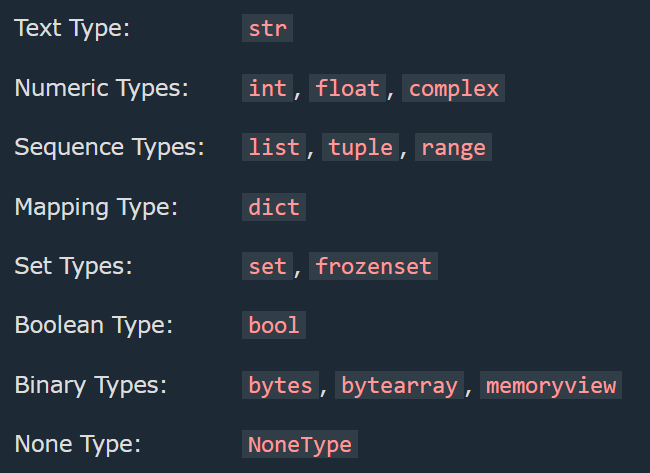 Text Type: str
Numeric Types: int, float, complex
Sequence Types: list, tuple, range
Mapping Type: dict
Set Types: set, frozenset
Boolean Type: bool
Binary Types: bytes, bytearray, memoryview
None Type: NoneType